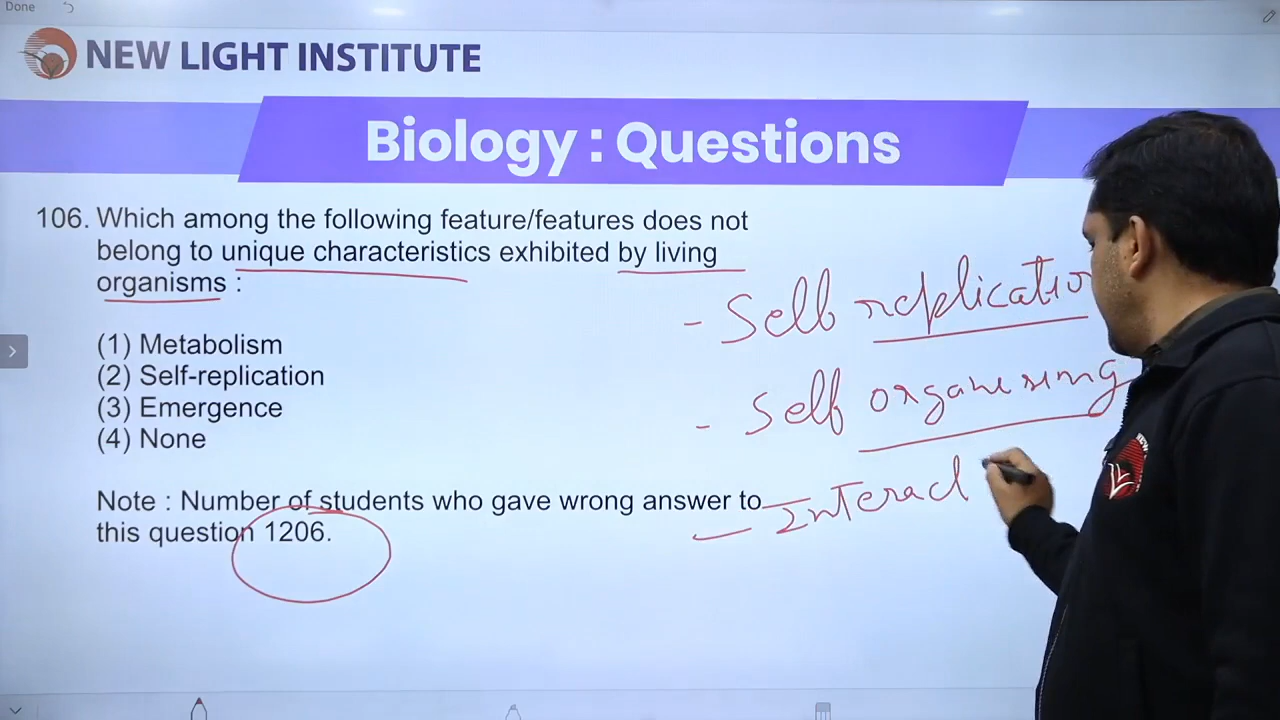 Done
NEW LIGHT INSTITUTE
Biology : Questions
106. Which among the following feature/features does not
belong to unique characteristics exhibited by living
organisms :
(1) Metabolism
(2) Self-replication
(3) Emergence
(4) None
Note : Number of students who gave wrong answer to
this question 1206.
- Self replication
- Self organising
- Interact